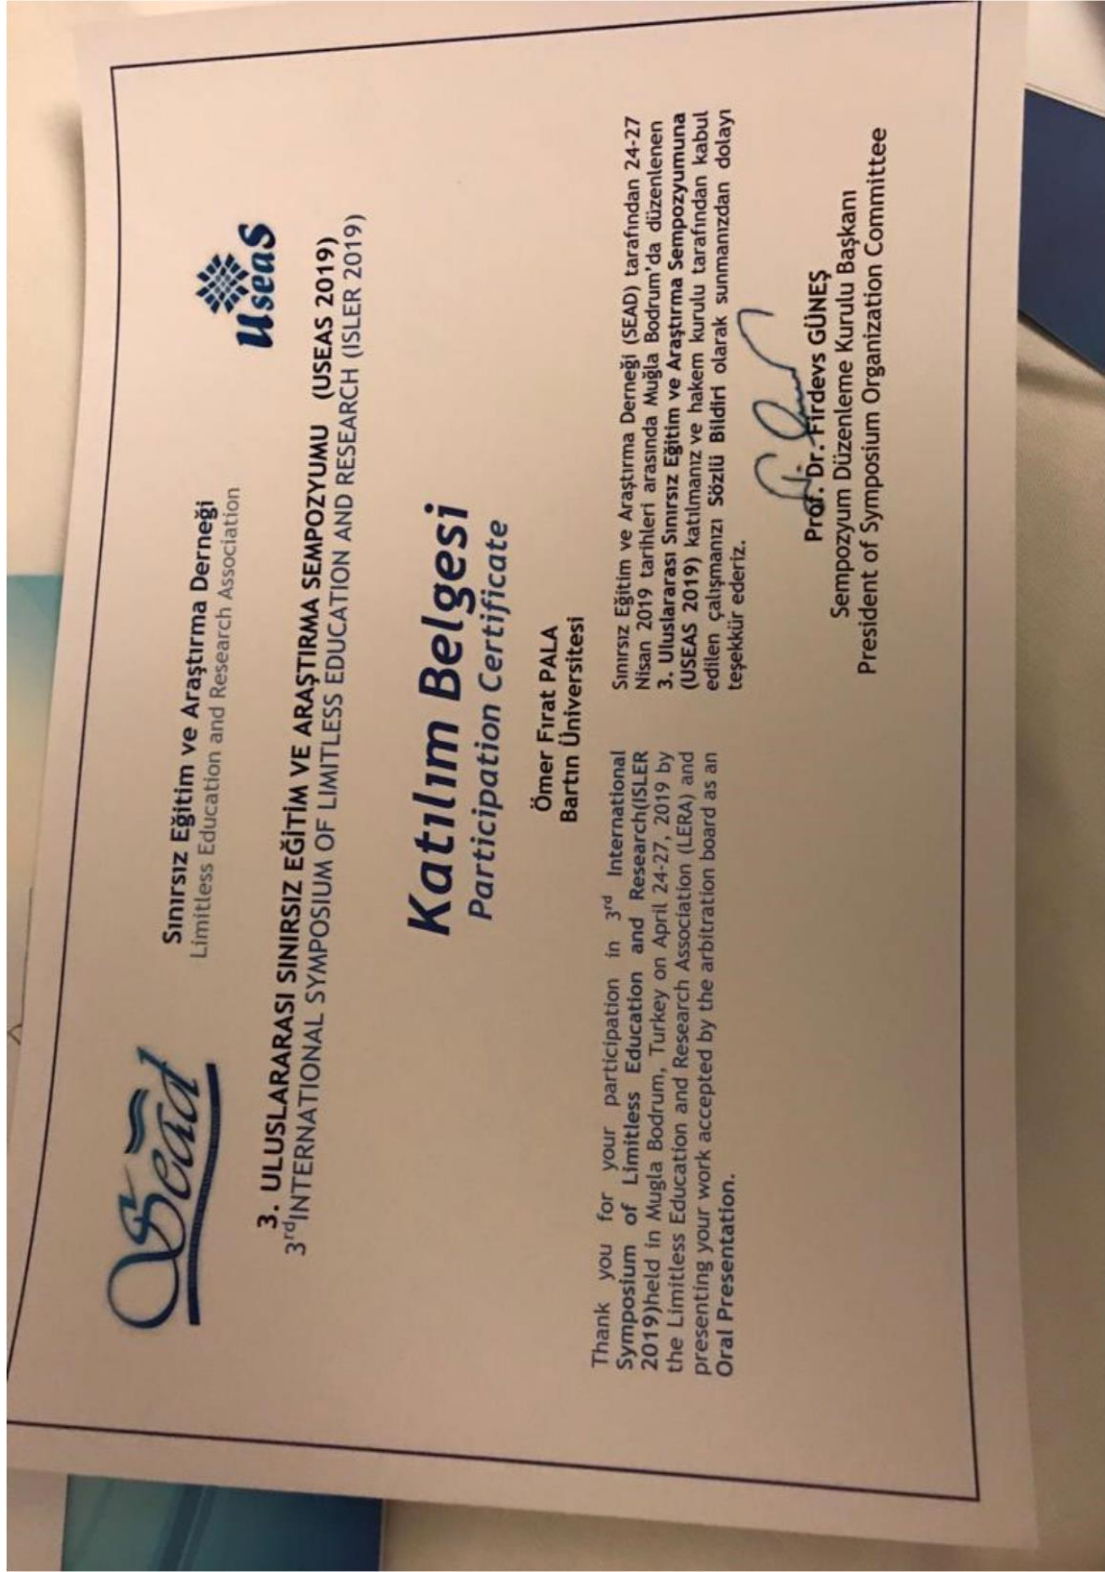 Sead
Sınırsız Eğitim ve Araştırma Derneği
Limitless Education and Research Association
Useas
3. ULUSLARARASI SINIRSIZ EĞİTİM VE ARAŞTIRMA SEMPOZYUMU (USEAS 2019)
3rdINTERNATIONAL SYMPOSIUM OF LIMITLESS EDUCATION AND RESEARCH (ISLER 2019)
Katılım Belgesi
Participation Certificate
Ömer Fırat PALA
Bartın Üniversitesi
Thank you for your participation in 3rd International
Symposium of Limitless Education and Research(ISLER
2019)held in Mugla Bodrum, Turkey on April 24-27, 2019 by
the Limitless Education and Research Association (LERA) and
presenting your work accepted by the arbitration board as an
Oral Presentation.
Sınırsız Eğitim ve Araştırma Derneği (SEAD) tarafından 24-27
Nisan 2019 tarihleri arasında Muğla Bodrum'da düzenlenen
3. Uluslararası Sınırsız Eğitim ve Araştırma Sempozyumuna
(USEAS 2019) katılmanız ve hakem kurulu tarafından kabul
edilen çalışmanızı Sözlü Bildiri olarak sunmanızdan dolayı
teşekkür ederiz.
Prof. Dr. Firdevs GÜNEŞ
Sempozyum Düzenleme Kurulu Başkanı
President of Symposium Organization Committee